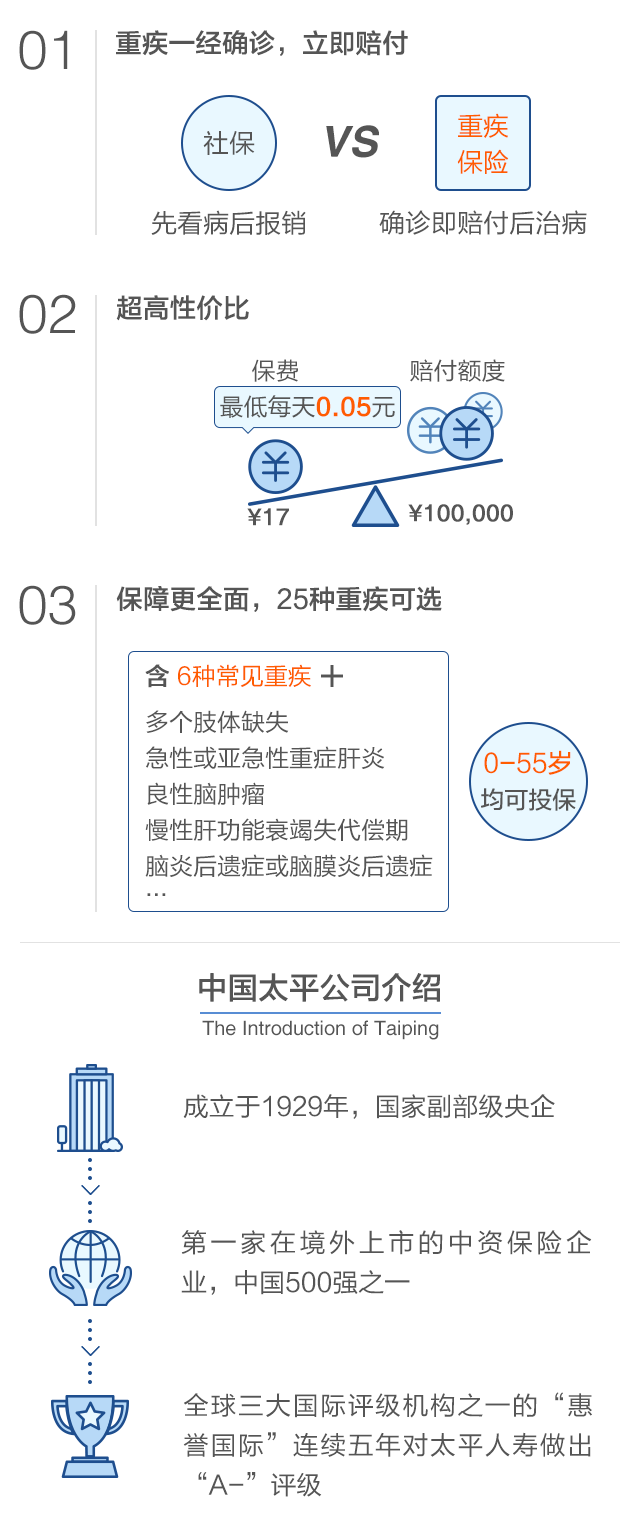 01
重疾一经确诊，立即赔付
社保
VS
重疾
保险
先看病后报销
确诊即赔付后治病
02
超高性价比
保费
赔付额度
最低每天0.05元
¥17
¥100,000
03
保障更全面，25种重疾可选
含 6种常见重疾 +
多个肢体缺失
急性或亚急性重症肝炎
良性脑肿瘤
慢性肝功能衰竭失代偿期
脑炎后遗症或脑膜炎后遗症
…
0-55岁
均可投保
中国太平公司介绍
The Introduction of Taiping
成立于1929年，国家副部级央企
第一家在境外上市的中资保险企
业，中国500强之一
全球三大国际评级机构之一的“惠
誉国际”连续五年对太平人寿做出
“A-”评级